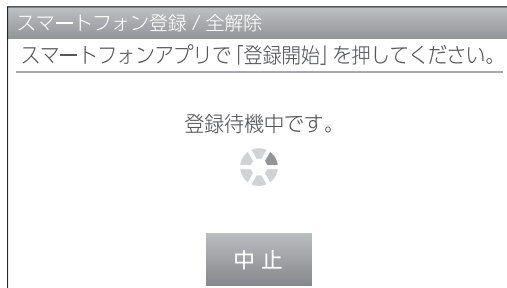 スマートフォン登録 / 全解除
スマートフォンアプリで「登録開始」を押してください。
登録待機中です。
中止